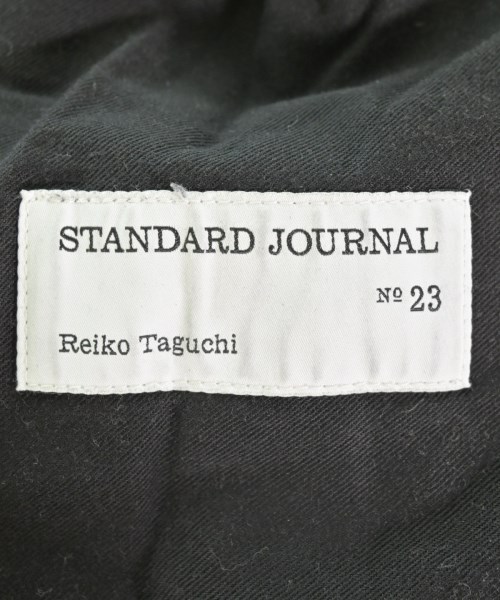 STANDARD JOURNAL
Nº 23
Reiko Taguchi